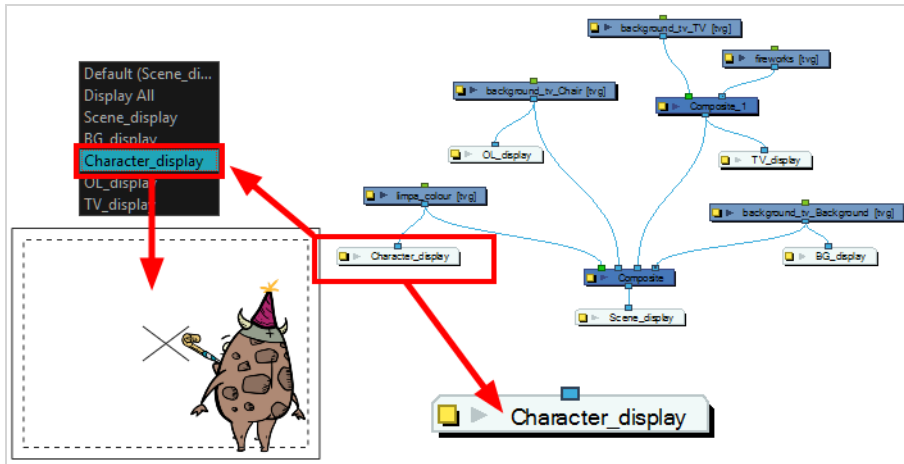 Default (Scene_di...
Display All
Scene_display
BG_display
Character_display
OL_display
TV_display
background_tv_TV [tvg]
fireworks [tvg]
background_tv_Chair [tvg]
Composite_1
OL_display
TV_display
limpa_colour [tvg]
background_tv_Background [tvg]
Character_display
BG_display
Composite
Scene_display
Character_display